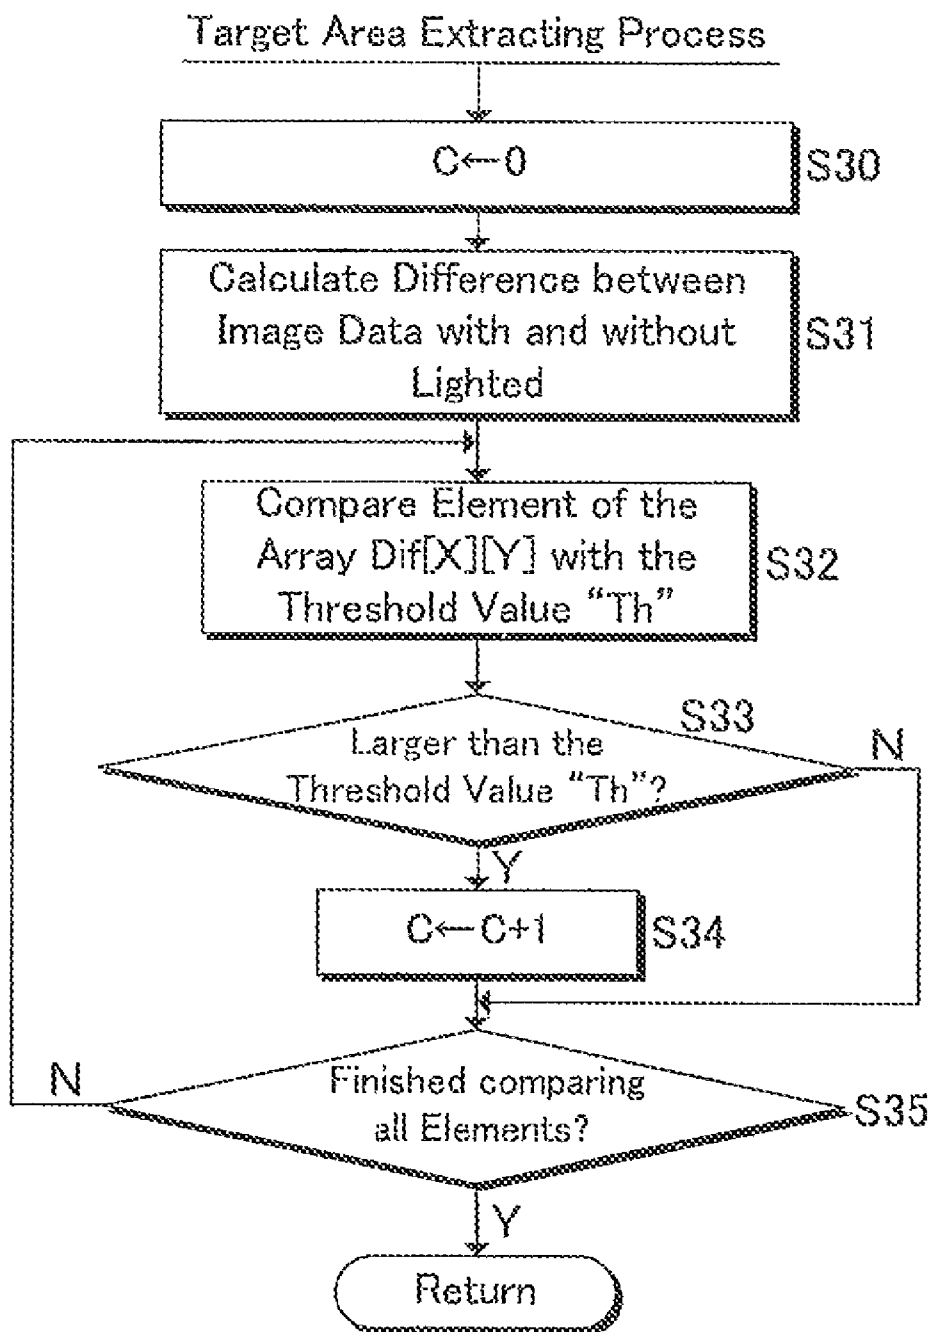 Target Area Extracting Process
C←0
S30
Calculate Difference between
Image Data with and without
Lighted
S31
Compare Element of the
Array Dif[X][Y] with the
Threshold Value “Th”
S32
S33
Larger than the
Threshold Value “Th”?
N
Y
C←C+1
S34
Finished comparing
all Elements?
N
S35
Y
Return